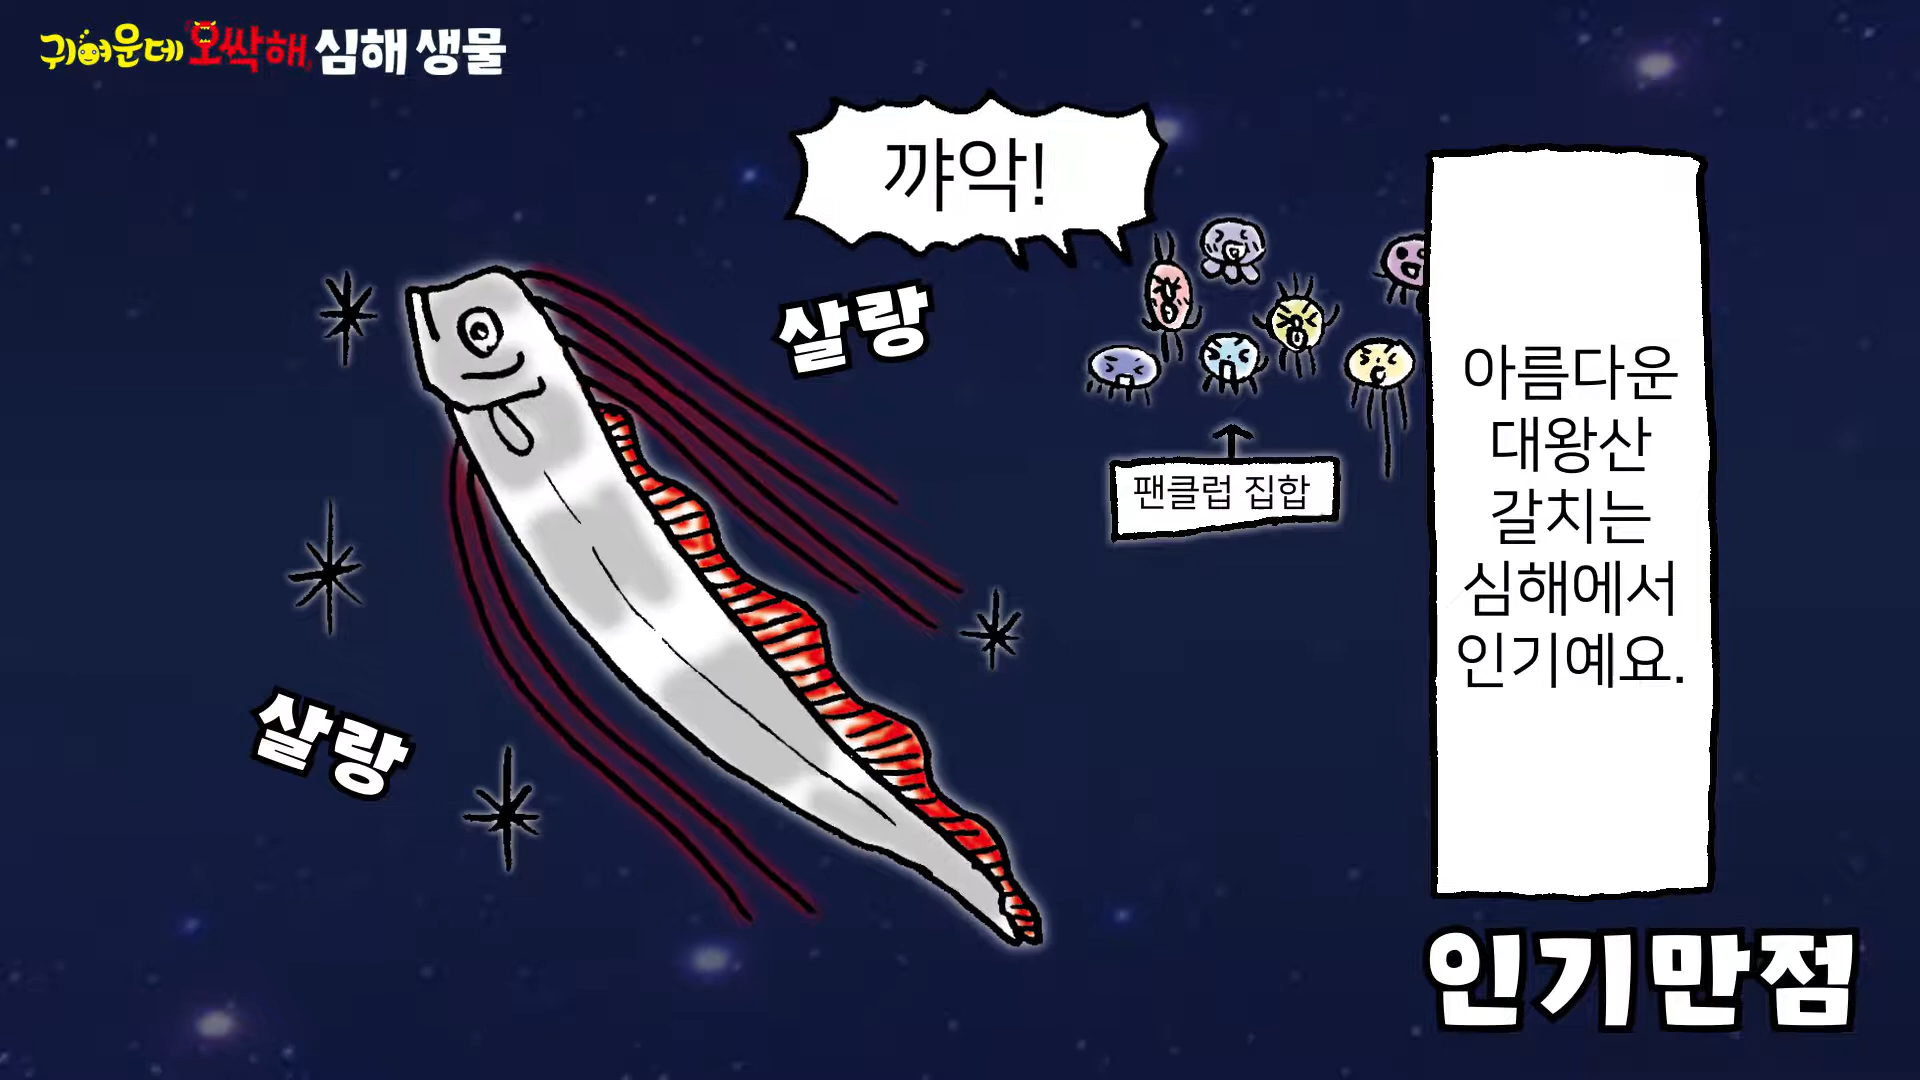 귀여운데 오싹해, 심해 생물
꺄악!
살랑
팬클럽 집합
아름다운
대왕산
갈치는
심해에서
인기예요.
살랑
인기만점